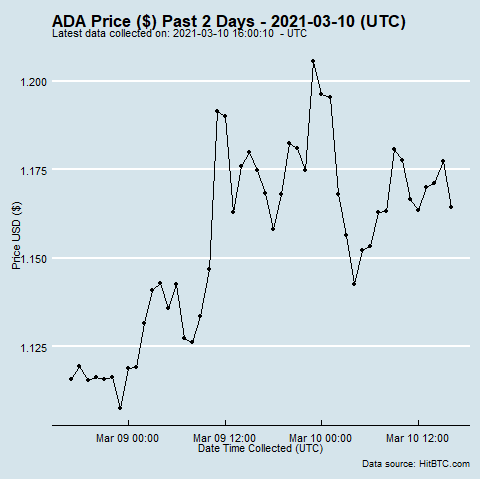 ADA Price ($) Past 2 Days - 2021-03-10 (UTC)
Latest data collected on: 2021-03-10 16:00:10  - UTC
1.200
1.175
1.150
1.125
Price USD ($)
Mar 09 00:00
Mar 09 12:00
Mar 10 00:00
Mar 10 12:00
Date Time Collected (UTC)
Data source: HitBTC.com